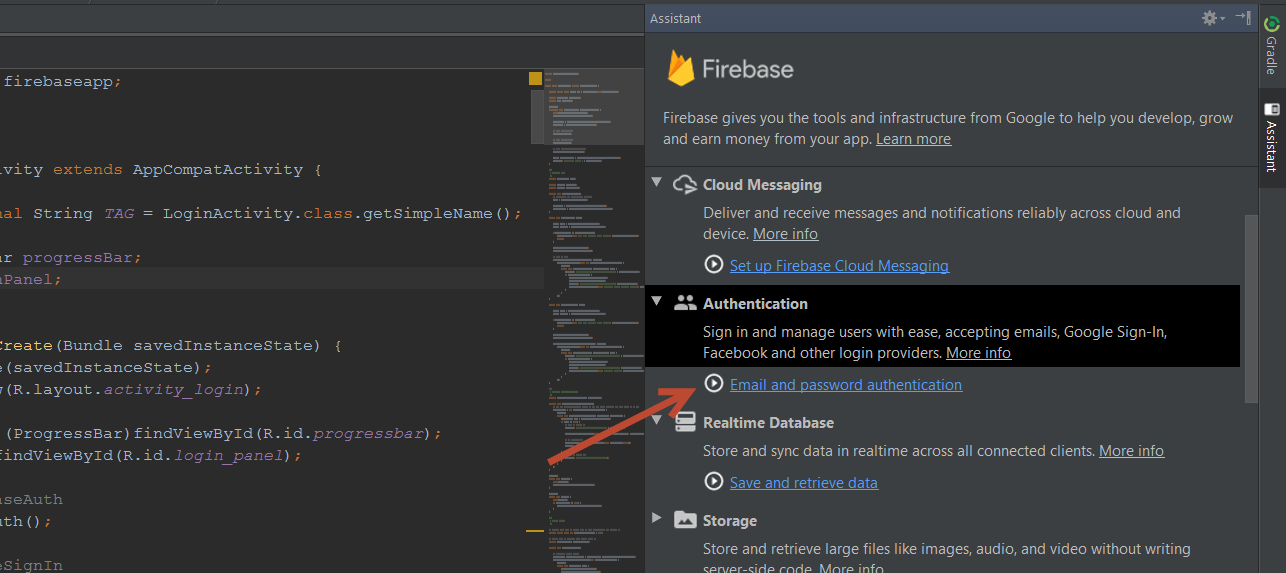 firebaseapp;
ivity extends AppCompatActivity {
nal String TAG = LoginActivity.class.getSimpleName();
ar progressBar;
nPanel;
Create(Bundle savedInstanceState) {
e(savedInstanceState);
w(R.layout.activity_login);
(ProgressBar)findViewById(R.id.progressbar);
findViewById(R.id.login_panel);
aseAuth
uth();
eSignIn
Assistant
Firebase
Firebase gives you the tools and infrastructure from Google to help you develop, grow
and earn money from your app. Learn more
Cloud Messaging
Deliver and receive messages and notifications reliably across cloud and
device. More info
Set up Firebase Cloud Messaging
Authentication
Sign in and manage users with ease, accepting emails, Google Sign-In,
Facebook and other login providers. More info
Email and password authentication
Realtime Database
Store and sync data in realtime across all connected clients. More info
Save and retrieve data
Storage
Store and retrieve large files like images, audio, and video without writing
server-side code. More info
Gradle
Assistant